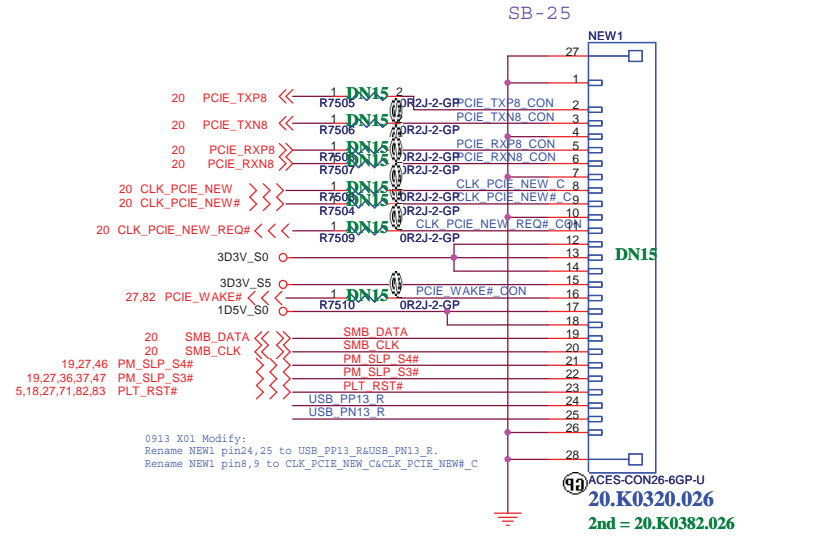 SB-25
NEW1
27
1
20 PCIE_TXP8 1 DN15 2 R7505 0R2J-2-GP PCIE_TXP8_CON 2
20 PCIE_TXN8 1 DN15 R7506 0R2J-2-GP PCIE_TXN8_CON 3
4
20 PCIE_RXP8 1 DN15 0R2J-2-GP PCIE_RXP8_CON 5
20 PCIE_RXN8 DN15 R7507 0R2J-2-GP PCIE_RXN8_CON 6
7
20 CLK_PCIE_NEW 1 DN15 0R2J-2-GP CLK_PCIE_NEW_C 8
20 CLK_PCIE_NEW# DN15 R7504 0R2J-2-GP CLK_PCIE_NEW#_C 9
10
20 CLK_PCIE_NEW_REQ# 1 DN15 R7509 0R2J-2-GP CLK_PCIE_NEW_REQ#_CON 11
12
3D3V_S0 13
DN15
14
3D3V_S5 15
27,82 PCIE_WAKE# 1 DN15 R7510 0R2J-2-GP PCIE_WAKE#_CON 16
1D5V_S0 17
18
20 SMB_DATA SMB_DATA 19
20 SMB_CLK SMB_CLK 20
19,27,46 PM_SLP_S4# PM_SLP_S4# 21
19,27,36,37,47 PM_SLP_S3# PM_SLP_S3# 22
5,18,27,71,82,83 PLT_RST# PLT_RST# 23
USB_PP13_R 24
USB_PN13_R 25
26
0913 X01 Modify:
Rename NEW1 pin24,25 to USB_PP13_R&USB_PN13_R.
Rename NEW1 pin8,9 to CLK_PCIE_NEW_C&CLK_PCIE_NEW#_C
28
ACES-CON26-6GP-U
20.K0320.026
2nd = 20.K0382.026